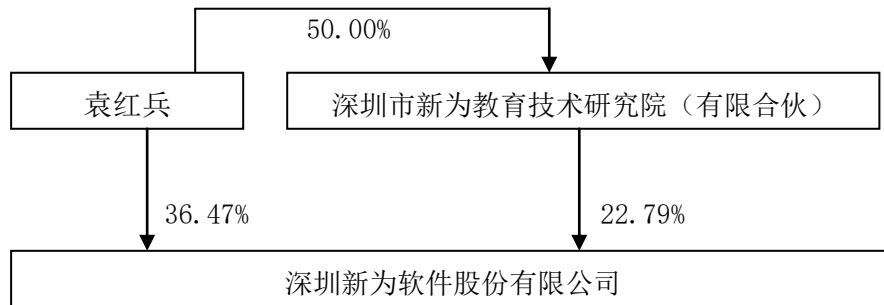 50.00%
袁红兵
深圳市新为教育技术研究院（有限合伙）
36.47%
22.79%
深圳新为软件股份有限公司